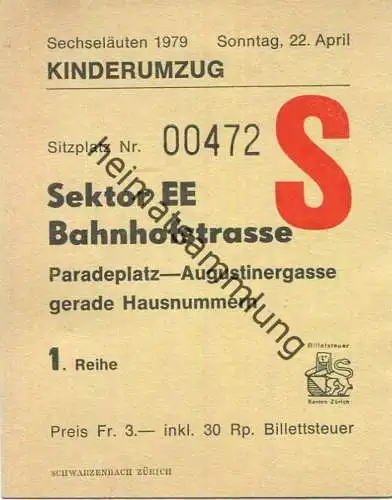 Sechseläuten 1979 Sonntag, 22. April
KINDERUMZUG
S
Sitzplatz Nr. 00472
Sektor EE
Bahnhofstrasse
Paradeplatz—Augustinergasse
gerade Hausnummern
1. Reihe
Billetsteuer
Kanton Zürich
Preis Fr. 3.— inkl. 30 Rp. Billettsteuer
SCHWARZENBACH ZÜRICH
heimatsammlung